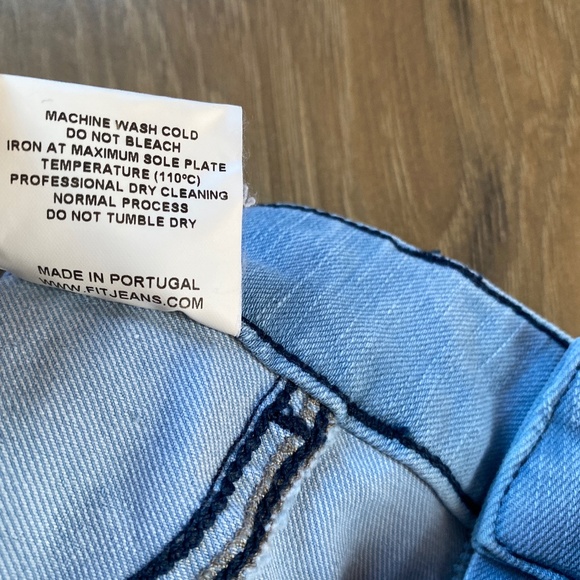 MACHINE WASH COLD
DO NOT BLEACH
IRON AT MAXIMUM SOLE PLATE
TEMPERATURE (110ºC)
PROFESSIONAL DRY CLEANING
NORMAL PROCESS
DO NOT TUMBLE DRY
MADE IN PORTUGAL
WWW.FITJEANS.COM